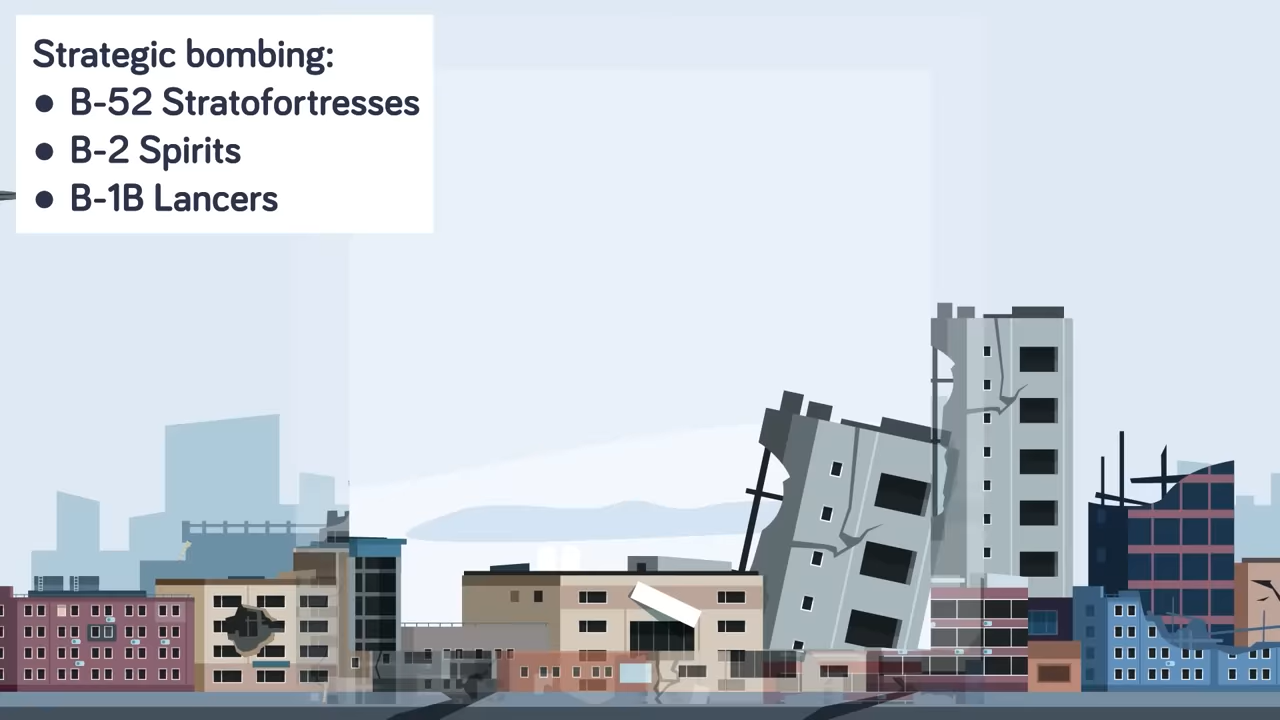 Strategic bombing:
● B-52 Stratofortresses
● B-2 Spirits
● B-1B Lancers